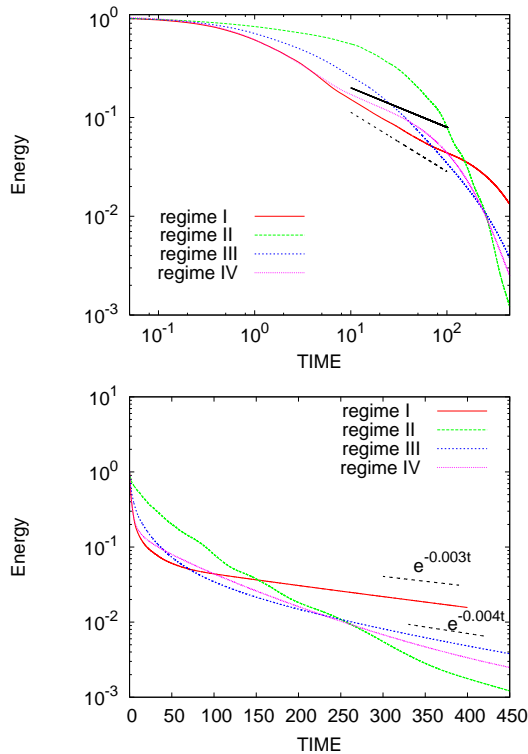 10^0
10^-1
10^-2
10^-3
Energy
regime I
regime II
regime III
regime IV
10^-1 10^0 10^1 10^2
TIME
10^1
10^0
10^-1
10^-2
10^-3
Energy
regime I
regime II
regime III
regime IV
e^-0.003t
e^-0.004t
0 50 100 150 200 250 300 350 400 450
TIME